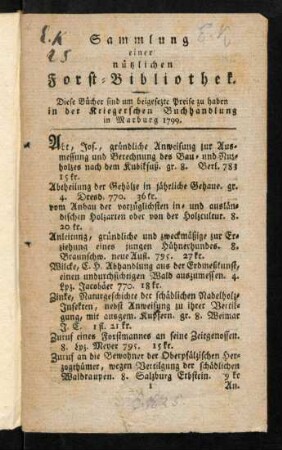 E.K
25
Sammlung
einer
nützlichen
Forst-Bibliothek.
Diese Bücher sind um beigesezte Preise zu haben
in der Kriegerschen Buchhandlung
in Marburg 1799.
Abt, Jos., gründliche Anweisung zur Aus-
messung und Berechnung des Bau- und Nuz-
holzes nach dem Kubikfuß. gr. 8. Berl. 783
15 kr.
Abtheilung der Gehölze in jährliche Gehaue. gr.
4. Dresd. 770. 36 kr.
vom Anbau der vorzüglichsten in- und auslän-
dischen Holzarten oder von der Holzcultur. 8.
20 kr.
Anleitung, gründliche und zweckmäßige zur Er-
ziehung eines jungen Hühnerhundes. 8.
Braunschw. neue Aufl. 795. 27 kr.
Wilcke, C. H. Abhandlung aus der Erdmeßkunst,
einen undurchsichtigen Wald auszumessen. 4.
Lpz. Jacobäer 770. 18 kr.
Zinke, Naturgeschichte der schädlichen Nadelholz-
Insekten, nebst Anweisung zu ihrer Vertil-
gung, mit ausgem. Kupfern. gr. 8. Weimar
J. C. 1 fl. 21 kr.
Zuruf eines Forstmannes an seine Zeitgenossen.
8. Lpz. Meyer 791. 15 kr.
Zuruf an die Bewohner der Oberpfälzischen Her-
zogthümer, wegen Vertilgung der schädlichen
Waldraupen. 8. Salzburg Erbstein. 9 kr
1 An.